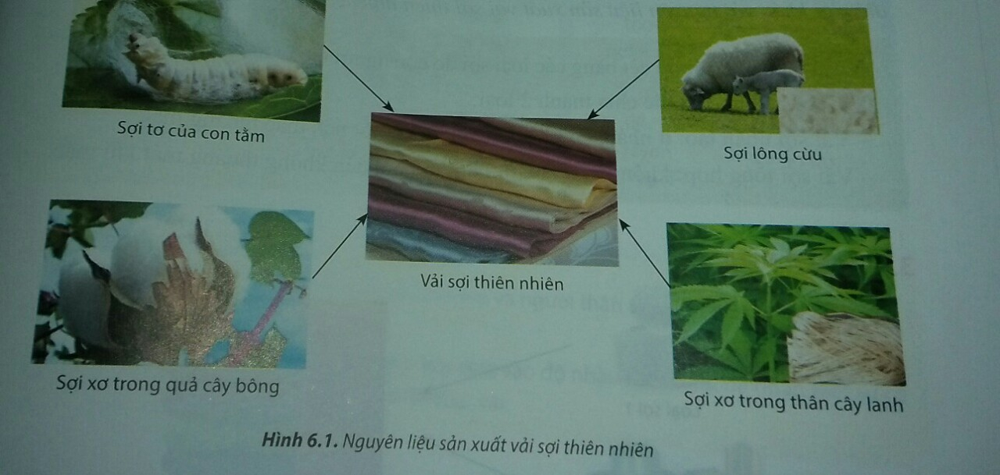 Sợi tơ của con tằm
Sợi lông cừu
Vải sợi thiên nhiên
Sợi xơ trong quả cây bông
Sợi xơ trong thân cây lanh
Hình 6.1. Nguyên liệu sản xuất vải sợi thiên nhiên